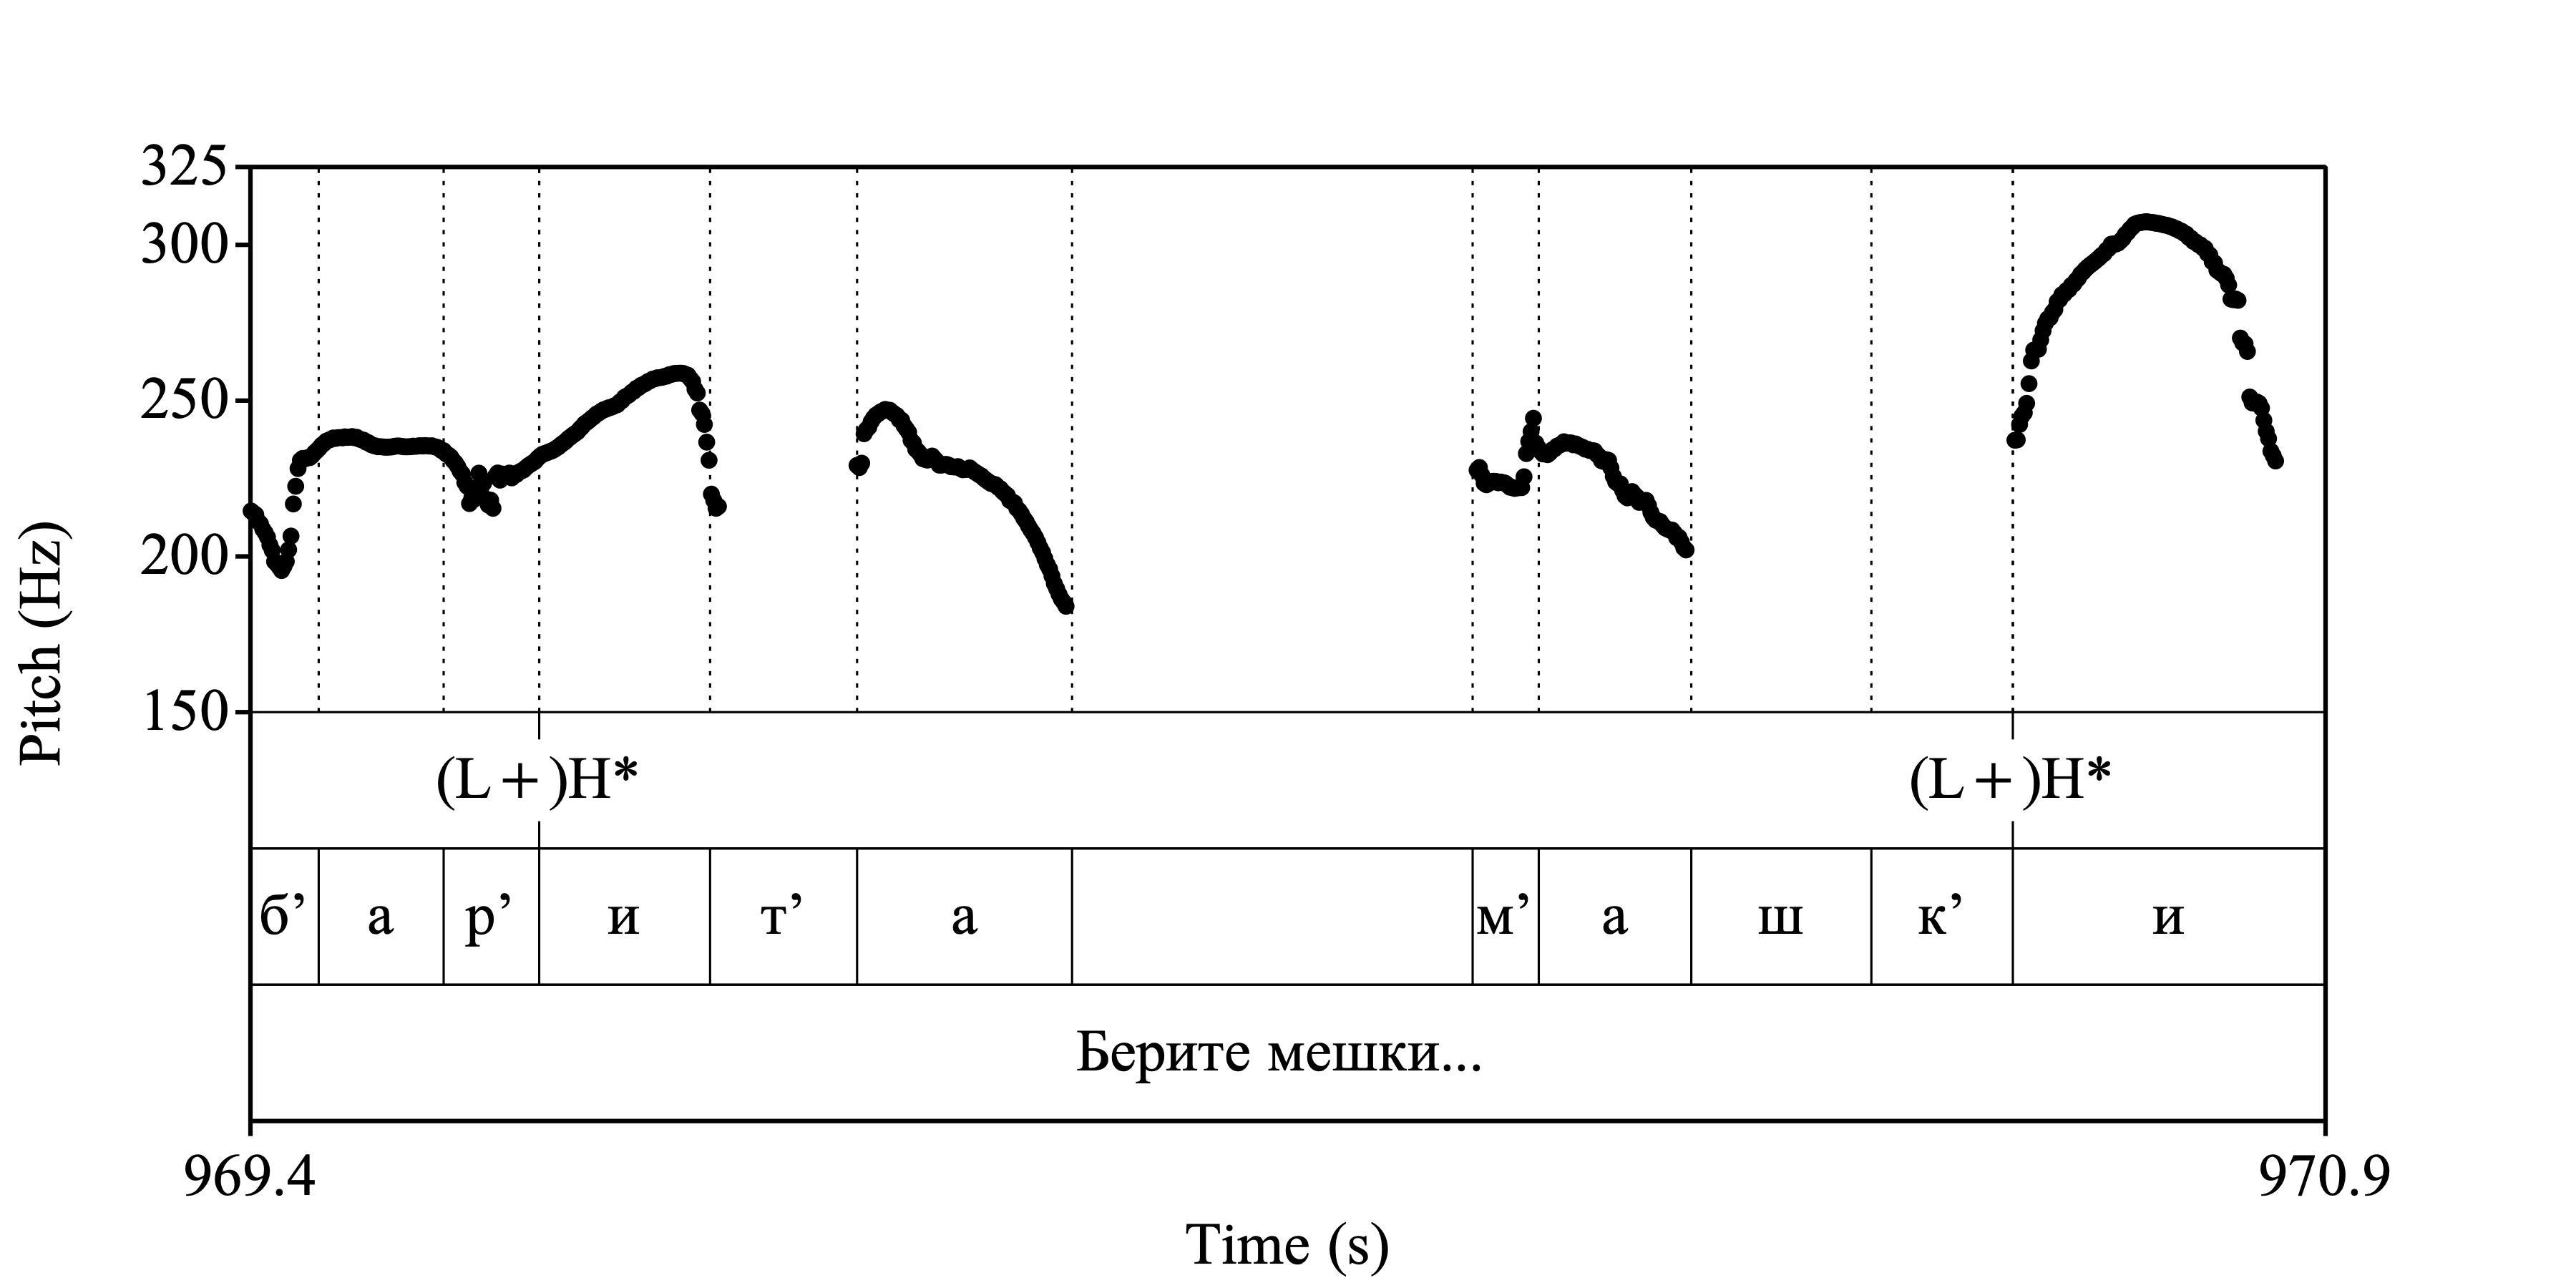 325
300
250
200
150
Pitch (Hz)
(L+)H* (L+)H*
б’ а р’ и т’ а м’ а ш к’ и
Берите мешки...
969.4 970.9
Time (s)